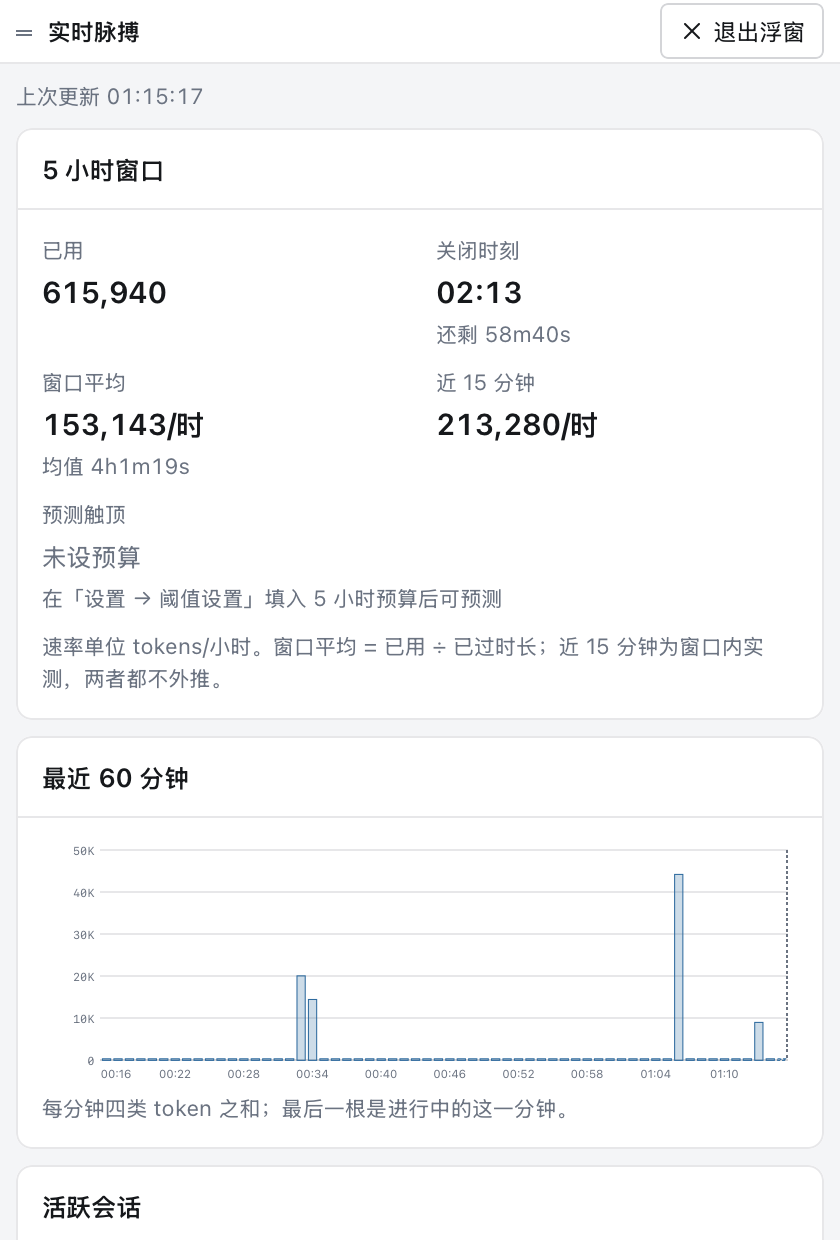 实时脉搏
退出浮窗
上次更新 01:15:17
5 小时窗口
已用
615,940
关闭时刻
02:13
还剩 58m40s
窗口平均
153,143/时
均值 4h1m19s
近 15 分钟
213,280/时
预测触顶
未设预算
在「设置 → 阈值设置」填入 5 小时预算后可预测
速率单位 tokens/小时。窗口平均 = 已用 ÷ 已过时长；近 15 分钟为窗口内实
测，两者都不外推。
最近 60 分钟
50K
40K
30K
20K
10K
0
00:16 00:22 00:28 00:34 00:40 00:46 00:52 00:58 01:04 01:10
每分钟四类 token 之和；最后一根是进行中的这一分钟。
活跃会话